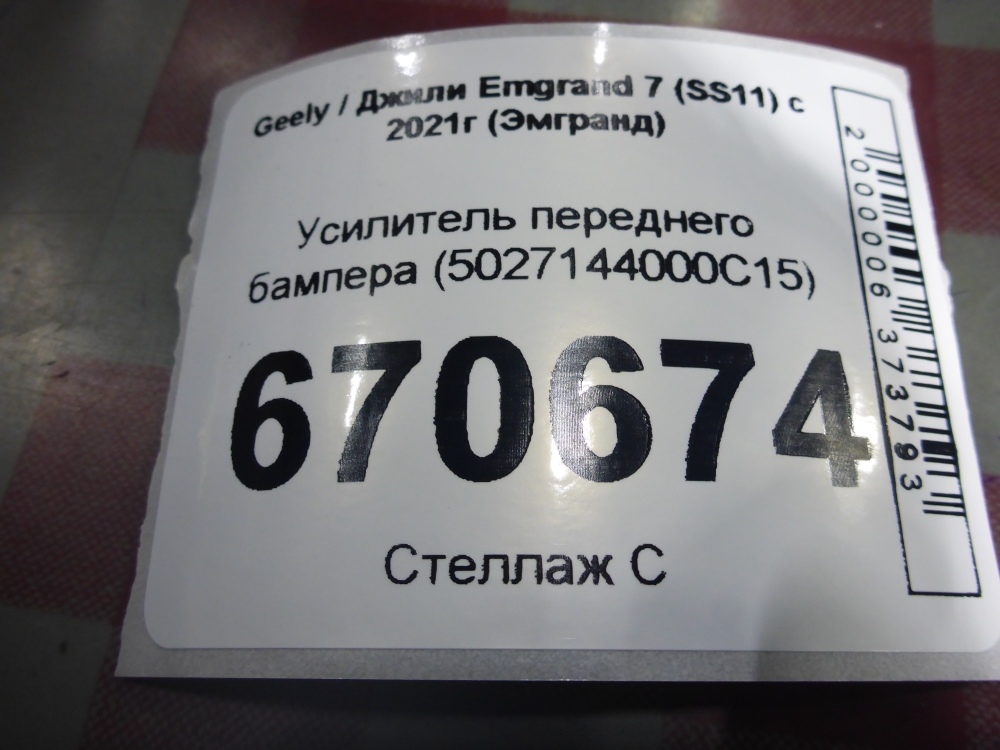 Geely / Джили Emgrand 7 (SS11) с
2021г (Эмгранд)
Усилитель переднего
бампера (5027144000C15)
670674
Стеллаж С
2000006373793